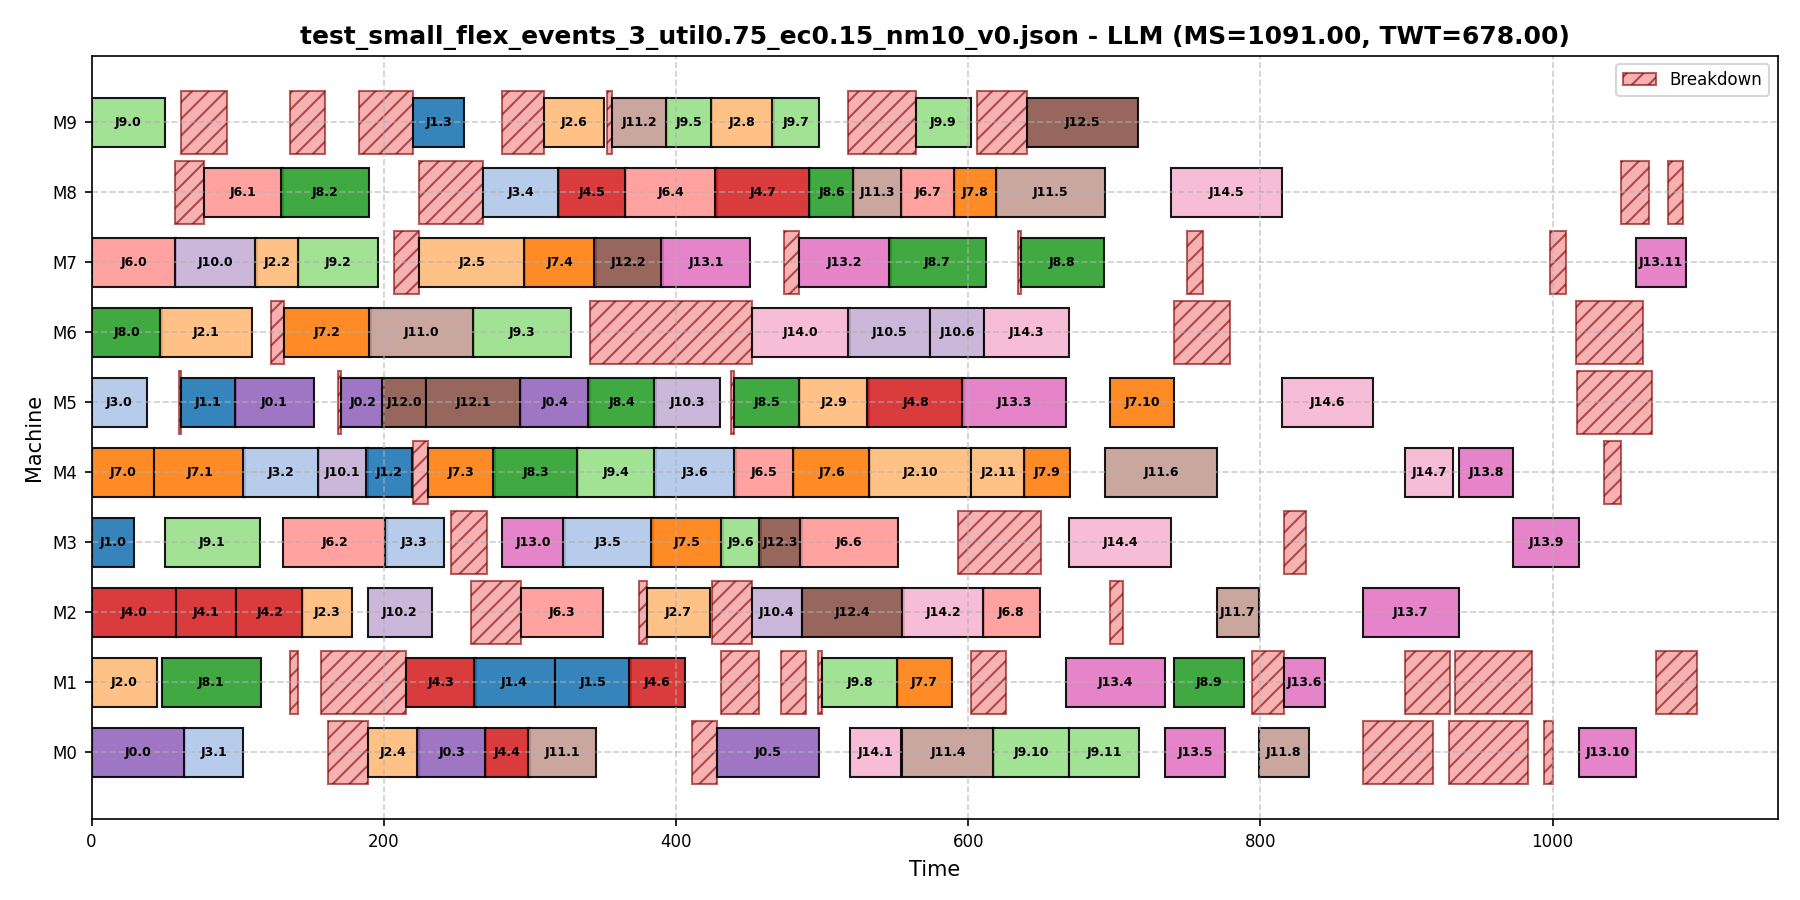 test_small_flex_events_3_util0.75_ec0.15_nm10_v0.json - LLM (MS=1091.00, TWT=678.00)
Breakdown
M9 J9.0 J1.3 J2.6 J11.2 J9.5 J2.8 J9.7 J9.9 J12.5
M8 J6.1 J8.2 J3.4 J4.5 J6.4 J4.7 J8.6 J11.3 J6.7 J7.8 J11.5 J14.5
M7 J6.0 J10.0 J2.2 J9.2 J2.5 J7.4 J12.2 J13.1 J13.2 J8.7 J8.8 J13.11
M6 J8.0 J2.1 J7.2 J11.0 J9.3 J14.0 J10.5 J10.6 J14.3
M5 J3.0 J1.1 J0.1 J0.2 J12.0 J12.1 J0.4 J8.4 J10.3 J8.5 J2.9 J4.8 J13.3 J7.10 J14.6
M4 J7.0 J7.1 J3.2 J10.1 J1.2 J7.3 J8.3 J9.4 J3.6 J6.5 J7.6 J2.10 J2.11 J7.9 J11.6 J14.7 J13.8
M3 J1.0 J9.1 J6.2 J3.3 J13.0 J3.5 J7.5 J9.6 J12.3 J6.6 J14.4 J13.9
M2 J4.0 J4.1 J4.2 J2.3 J10.2 J6.3 J2.7 J10.4 J12.4 J14.2 J6.8 J11.7 J13.7
M1 J2.0 J8.1 J4.3 J1.4 J1.5 J4.6 J9.8 J7.7 J13.4 J8.9 J13.6
M0 J0.0 J3.1 J2.4 J0.3 J4.4 J11.1 J0.5 J14.1 J11.4 J9.10 J9.11 J13.5 J11.8 J13.10
Machine
0 200 400 600 800 1000
Time